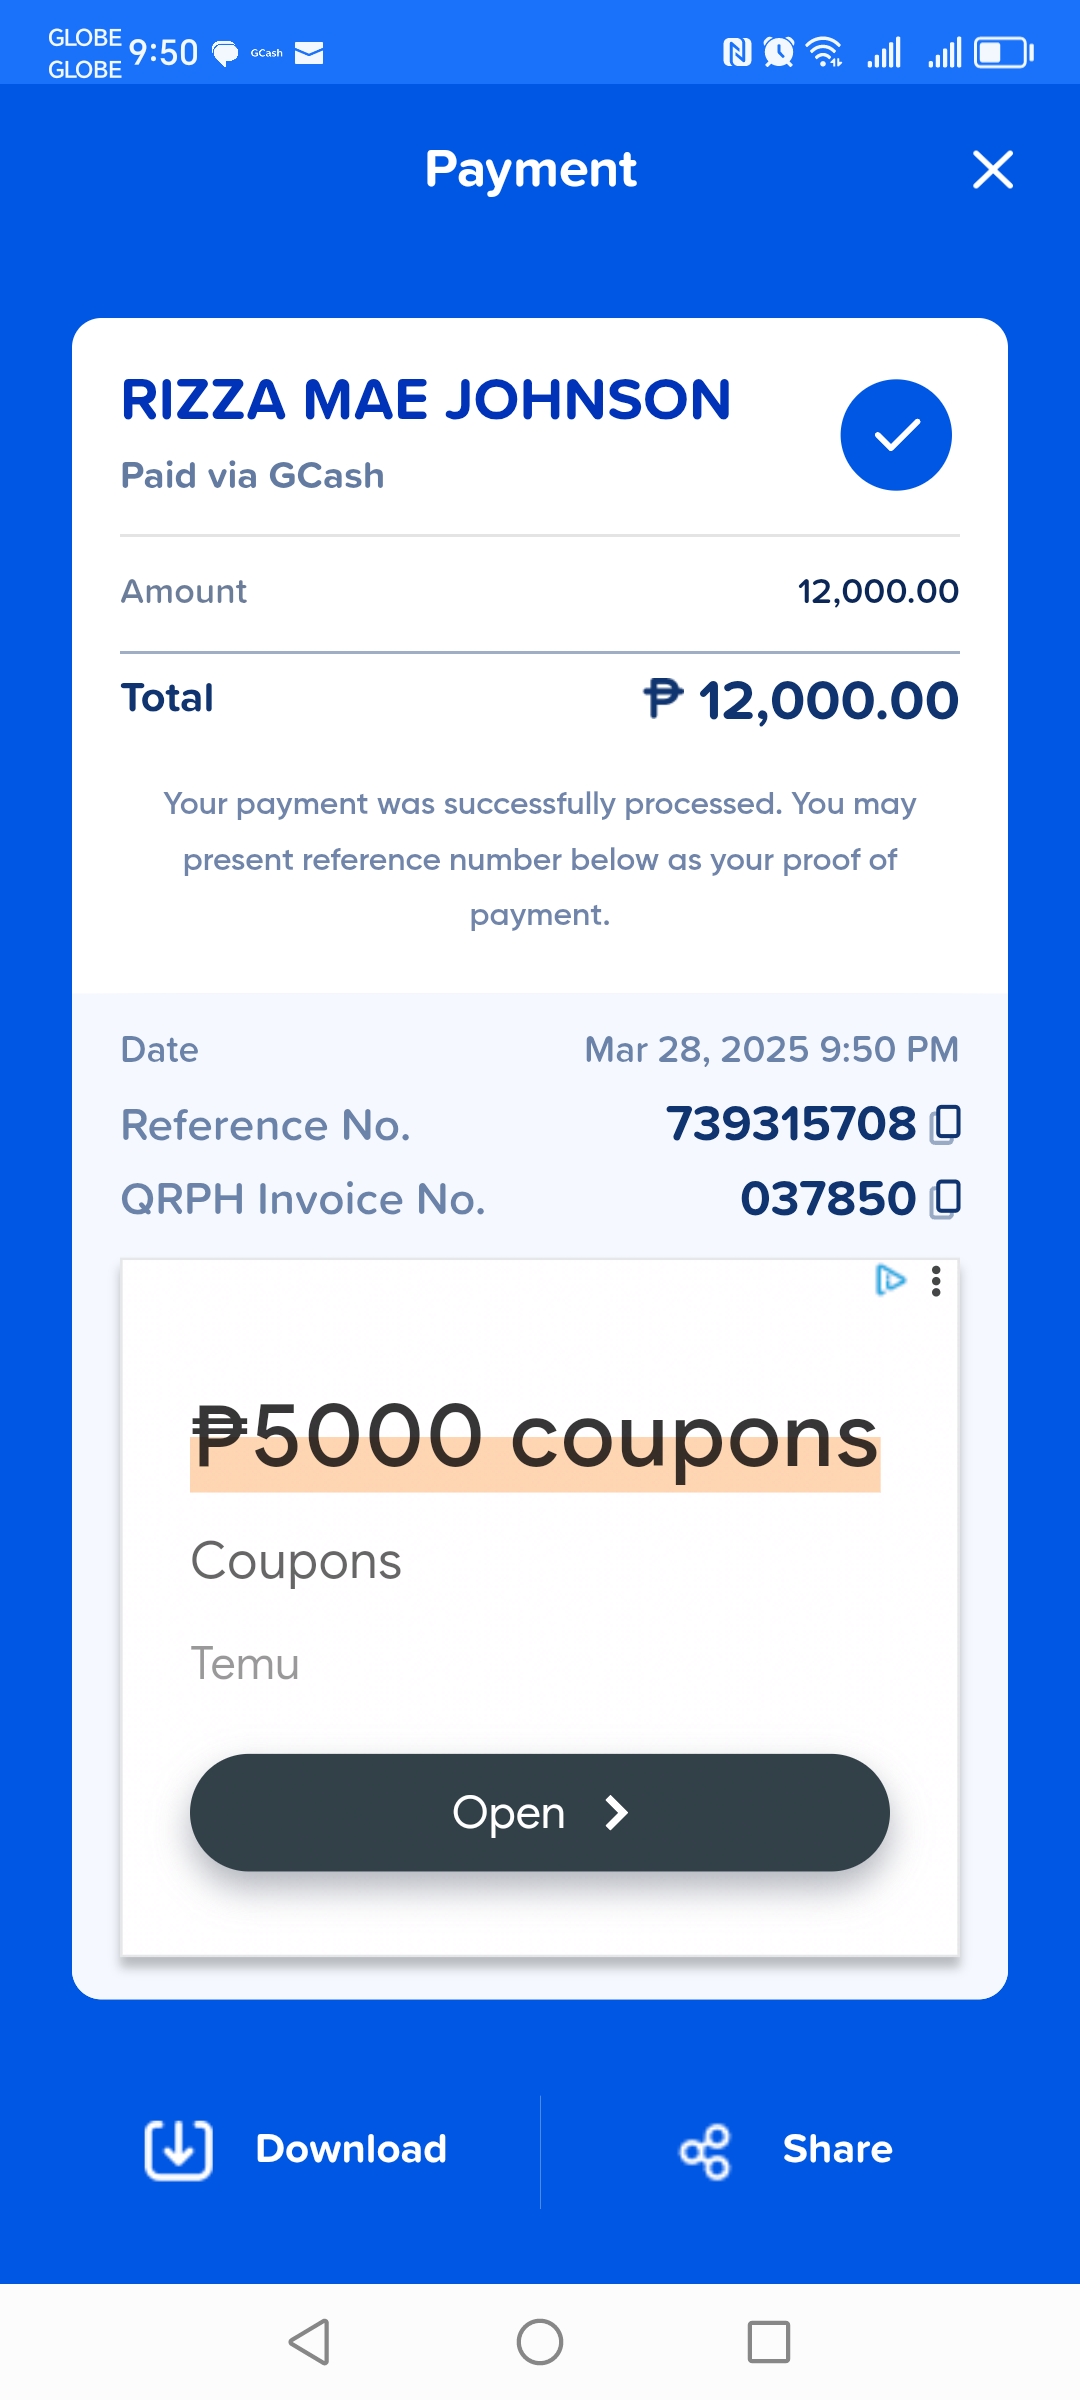 GLOBE
GLOBE
9:50
GCash
Payment
RIZZA MAE JOHNSON
Paid via GCash
Amount 12,000.00
Total ₱ 12,000.00
Your payment was successfully processed. You may
present reference number below as your proof of
payment.
Date Mar 28, 2025 9:50 PM
Reference No. 739315708
QRPH Invoice No. 037850
₱5000 coupons
Coupons
Temu
Open
Download
Share